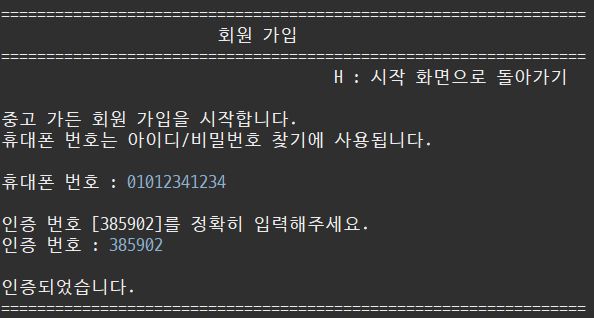 =================================================================
회원 가입
=================================================================
H : 시작 화면으로 돌아가기
중고 가든 회원 가입을 시작합니다.
휴대폰 번호는 아이디/비밀번호 찾기에 사용됩니다.
휴대폰 번호 : 01012341234
인증 번호 [385902]를 정확히 입력해주세요.
인증 번호 : 385902
인증되었습니다.
=================================================================